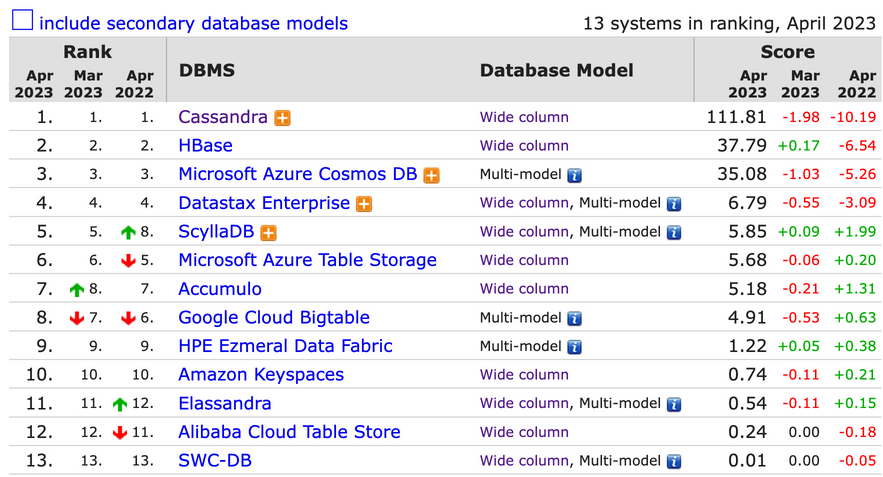 include secondary database models 13 systems in ranking, April 2023
Rank DBMS Database Model Score
Apr 2023 Mar 2023 Apr 2022 Apr 2023 Mar 2023 Apr 2022
1. 1. 1. Cassandra Wide column 111.81 -1.98 -10.19
2. 2. 2. HBase Wide column 37.79 +0.17 -6.54
3. 3. 3. Microsoft Azure Cosmos DB Multi-model 35.08 -1.03 -5.26
4. 4. 4. Datastax Enterprise Wide column, Multi-model 6.79 -0.55 -3.09
5. 5. 8. ScyllaDB Wide column, Multi-model 5.85 +0.09 +1.99
6. 6. 5. Microsoft Azure Table Storage Wide column 5.68 -0.06 +0.20
7. 8. 7. Accumulo Wide column 5.18 -0.21 +1.31
8. 7. 6. Google Cloud Bigtable Multi-model 4.91 -0.53 +0.63
9. 9. 9. HPE Ezmeral Data Fabric Multi-model 1.22 +0.05 +0.38
10. 10. 10. Amazon Keyspaces Wide column 0.74 -0.11 +0.21
11. 11. 12. Elassandra Wide column, Multi-model 0.54 -0.11 +0.15
12. 12. 11. Alibaba Cloud Table Store Wide column 0.24 0.00 -0.18
13. 13. 13. SWC-DB Wide column, Multi-model 0.01 0.00 -0.05